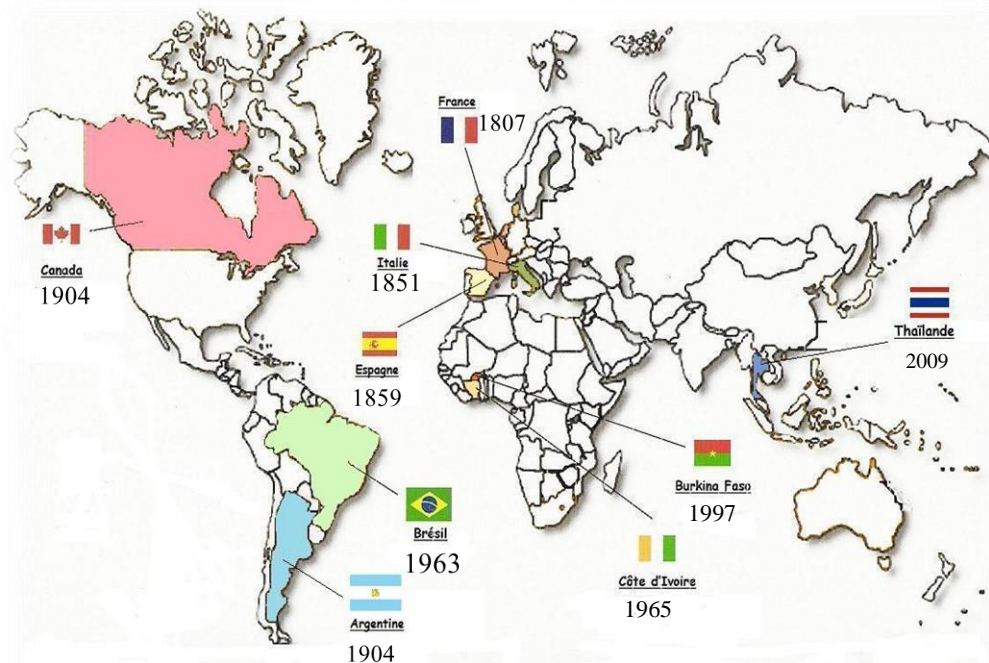 France
1807
Canada
1904
Italie
1851
Espagne
1859
Thaïlande
2009
Burkina Faso
1997
Brésil
1963
Côte d'Ivoire
1965
Argentine
1904